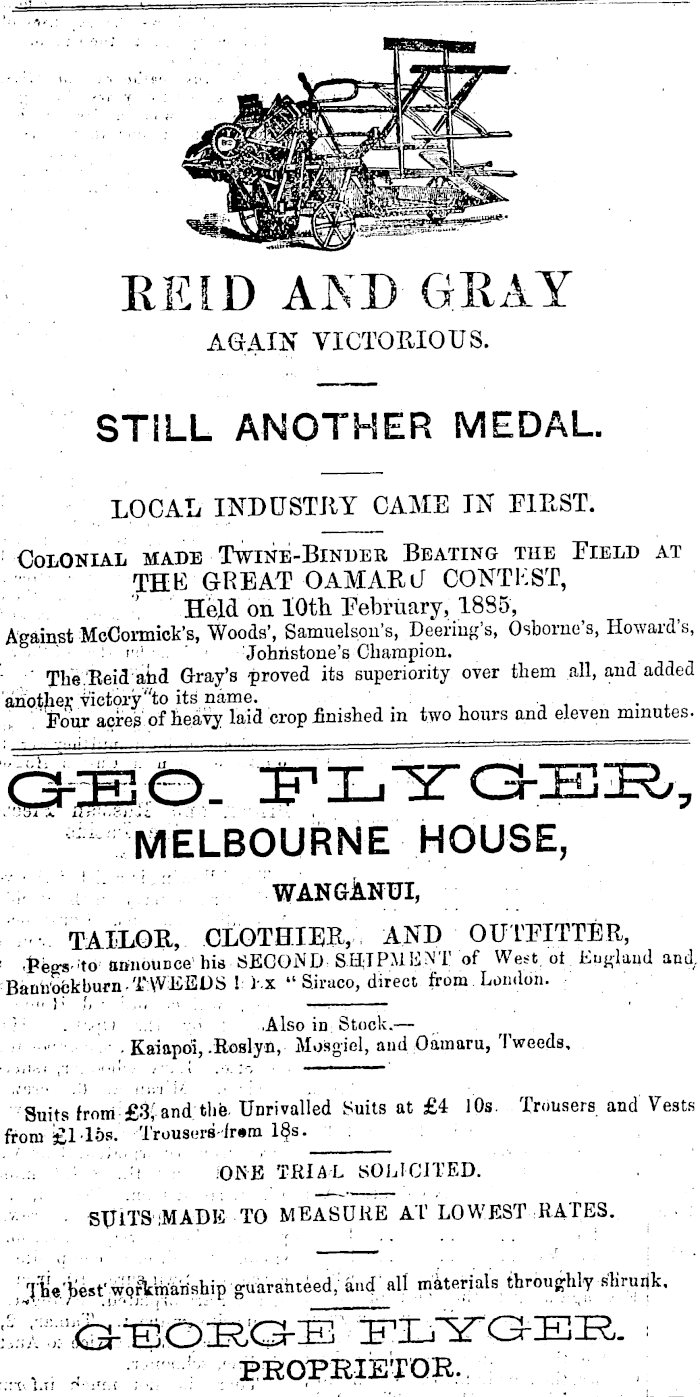 REID AND GRAY
AGAIN VICTORIOUS.
STILL ANOTHER MEDAL.
LOCAL INDUSTRY CAME IN FIRST.
COLONIAL MADE TWINE-BINDER BEATING THE FIELD AT
THE GREAT OAMARU CONTEST,
Held on 10th February, 1885,
Against McCormick's, Woods', Samuelson's, Deering's, Osborne's, Howard's,
Johnstone's Champion.
The Reid and Gray's proved its superiority over them all, and added
another victory to its name.
Four acres of heavy laid crop finished in two hours and eleven minutes.
GEO. FLYGER,
MELBOURNE HOUSE,
WANGANUI,
TAILOR, CLOTHIER, AND OUTFITTER,
Begs to announce his SECOND SHIPMENT of West of England and
Bannockburn TWEEDS ! Ex " Siraco, direct from London.
Also in Stock.—
Kaiapoi, Roslyn, Mosgiel, and Oamaru, Tweeds.
Suits from £3, and the Unrivalled Suits at £4 10s. Trousers and Vests
from £1 15s. Trousers from 18s.
ONE TRIAL SOLICITED.
SUITS MADE TO MEASURE AT LOWEST RATES.
The best workmanship guaranteed, and all materials throughly shrunk.
GEORGE FLYGER.
PROPRIETOR.